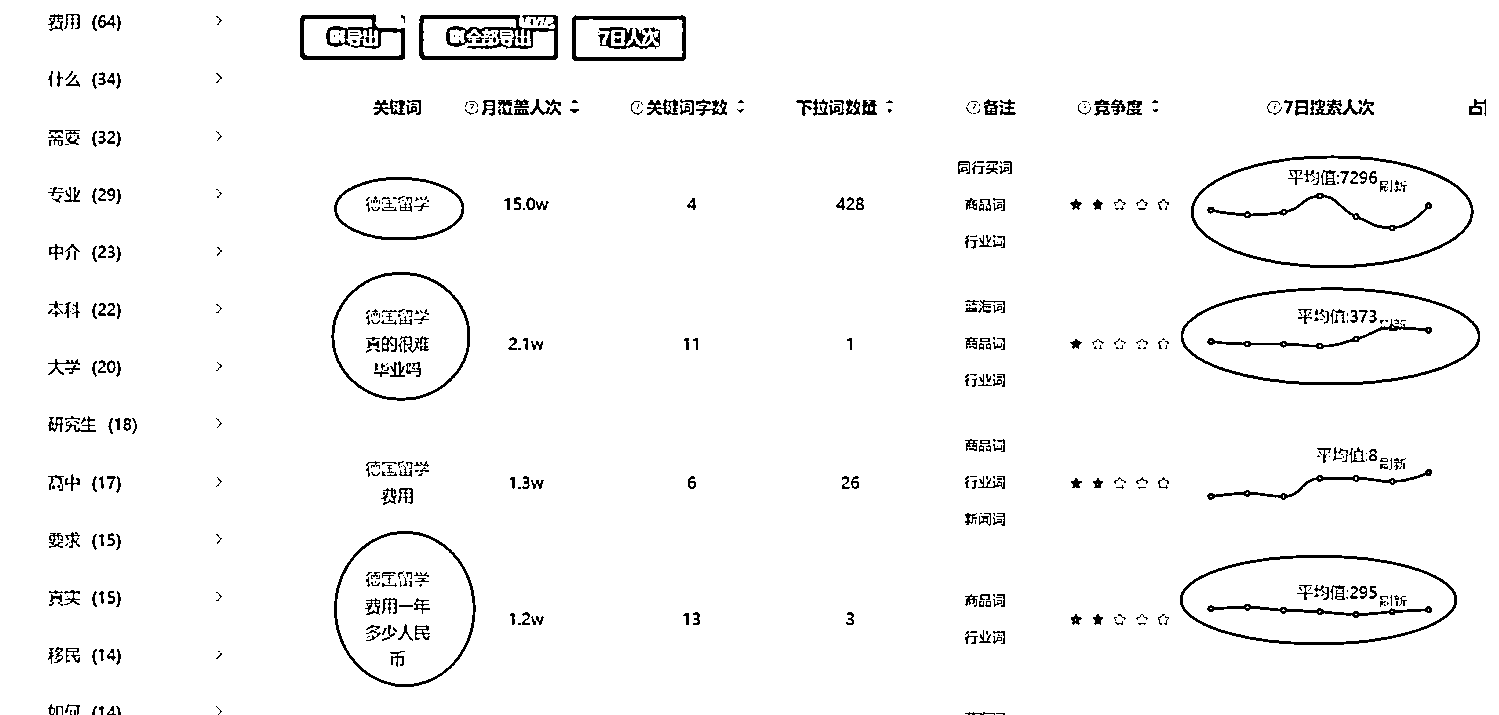 费用 (64)
什么 (34)
需要 (32)
专业 (29)
中介 (23)
本科 (22)
大学 (20)
研究生 (18)
高中 (17)
要求 (15)
真实 (15)
移民 (14)
如何 (14)
导出
全部导出
7日人次
关键词 月覆盖人次 关键词字数 下拉词数量 备注 竞争度 7日搜索人次
德国留学 15.0w 4 428
同行买词
商品词
行业词
平均值:7296 刷新
德国留学
真的很难
毕业吗
2.1w 11 1
蓝海词
商品词
行业词
平均值:373 刷新
德国留学
费用
1.3w 6 26
商品词
行业词
新闻词
平均值:8 刷新
德国留学
费用一年
多少人民
币
1.2w 13 3
商品词
行业词
平均值:295 刷新